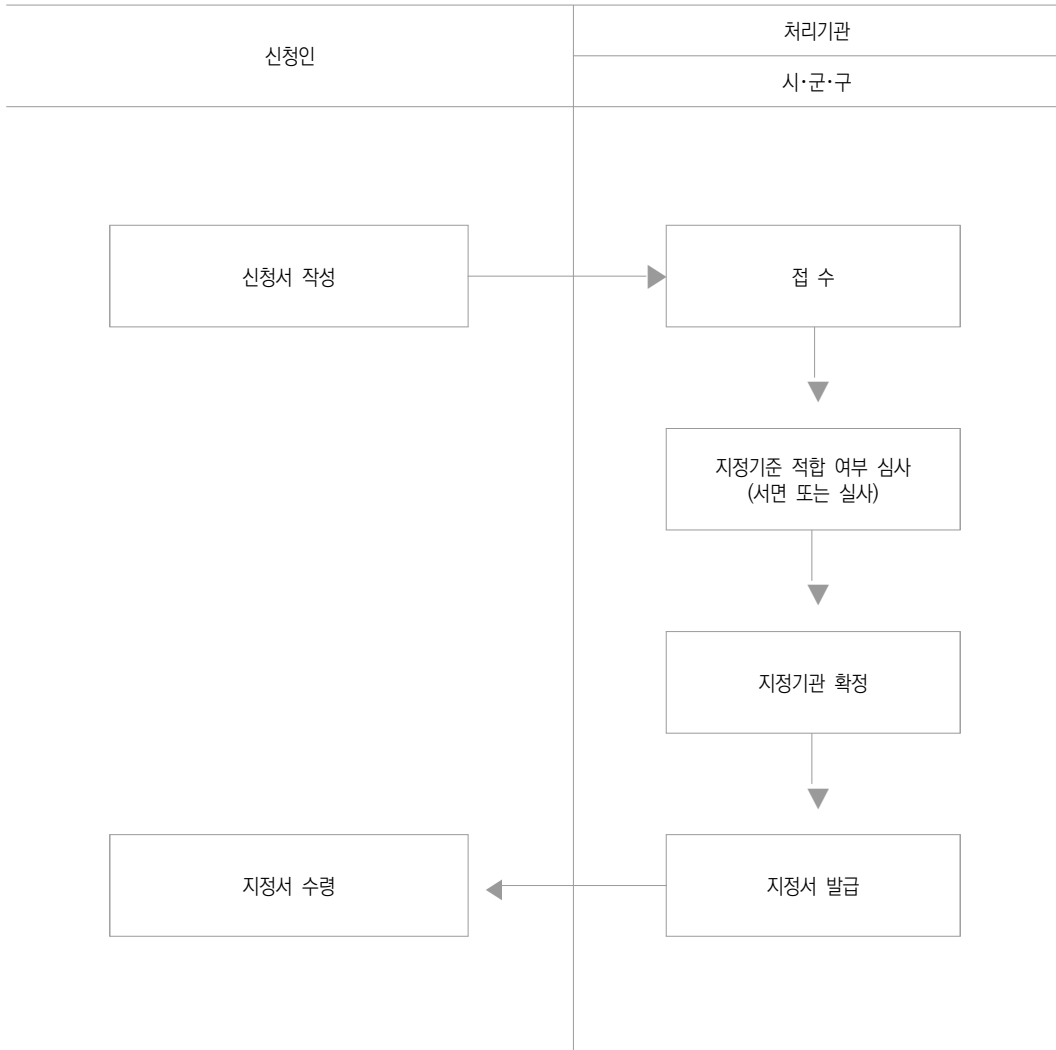 신청인
처리기관
시·군·구
신청서 작성
접 수
지정기준 적합 여부 심사
(서면 또는 실사)
지정기관 확정
지정서 수령
지정서 발급